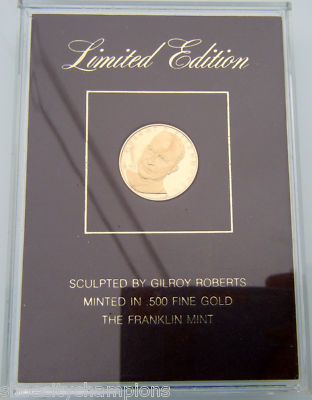 Limited Edition
SCULPTED BY GILROY ROBERTS
MINTED IN .500 FINE GOLD
THE FRANKLIN MINT